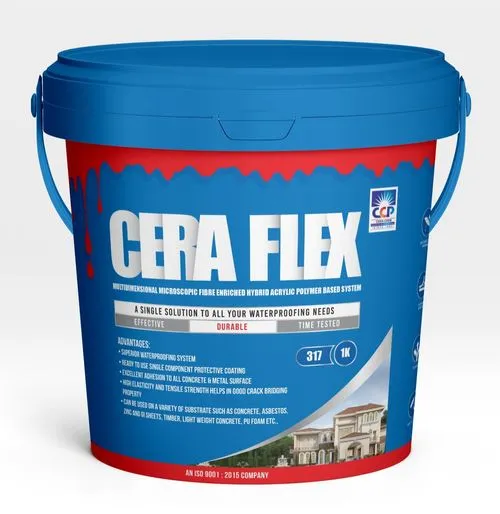 CERA FLEX
CCP
MULTIDIMENSIONAL MICROSCOPIC FIBRE ENRICHED HYBRID ACRYLIC POLYMER BASED SYSTEM
A SINGLE SOLUTION TO ALL YOUR WATERPROOFING NEEDS
EFFECTIVE DURABLE TIME TESTED
317 1K
ADVANTAGES:
• SUPERIOR WATERPROOFING SYSTEM
• READY TO USE SINGLE COMPONENT PROTECTIVE COATING
• EXCELLENT ADHESION TO ALL CONCRETE & METAL SURFACE
• HIGH ELASTICITY AND TENSILE STRENGTH HELPS IN GOOD CRACK BRIDGING
PROPERTY
• CAN BE USED ON A VARIETY OF SUBSTRATE SUCH AS CONCRETE, ASBESTOS,
ZINC AND GI SHEETS, TIMBER, LIGHT WEIGHT CONCRETE, PU FOAM ETC.,
AN ISO 9001 : 2015 COMPANY